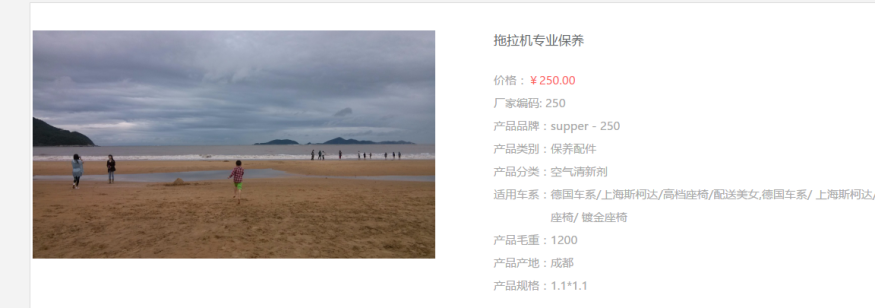 拖拉机专业保养
价格：￥250.00
厂家编码: 250
产品品牌：supper - 250
产品类别：保养配件
产品分类：空气清新剂
适用车系：德国车系/上海斯柯达/高档座椅/配送美女,德国车系/ 上海斯柯达/
座椅/ 镀金座椅
产品毛重：1200
产品产地：成都
产品规格：1.1*1.1